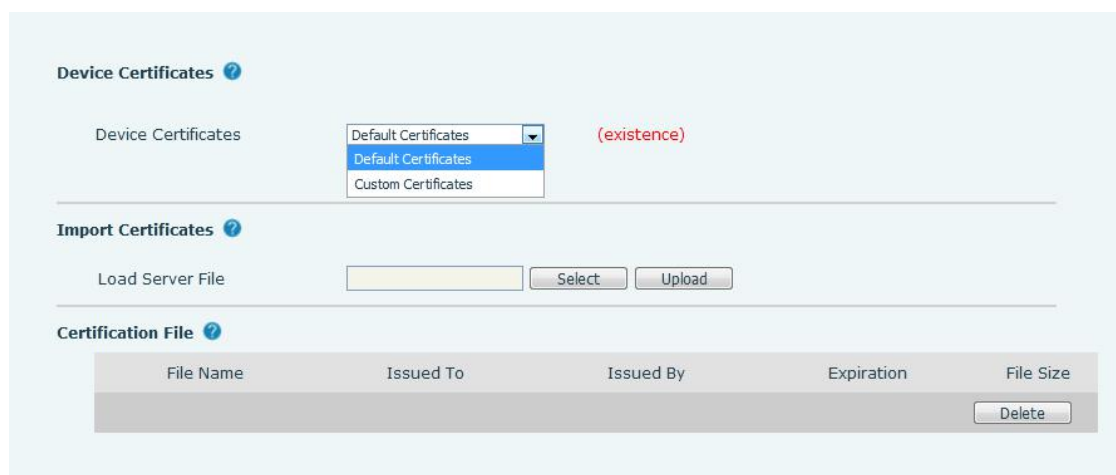 Device Certificates ?
Device Certificates Default Certificates (existence)
Default Certificates
Custom Certificates
Import Certificates ?
Load Server File Select Upload
Certification File ?
File Name Issued To Issued By Expiration File Size
Delete